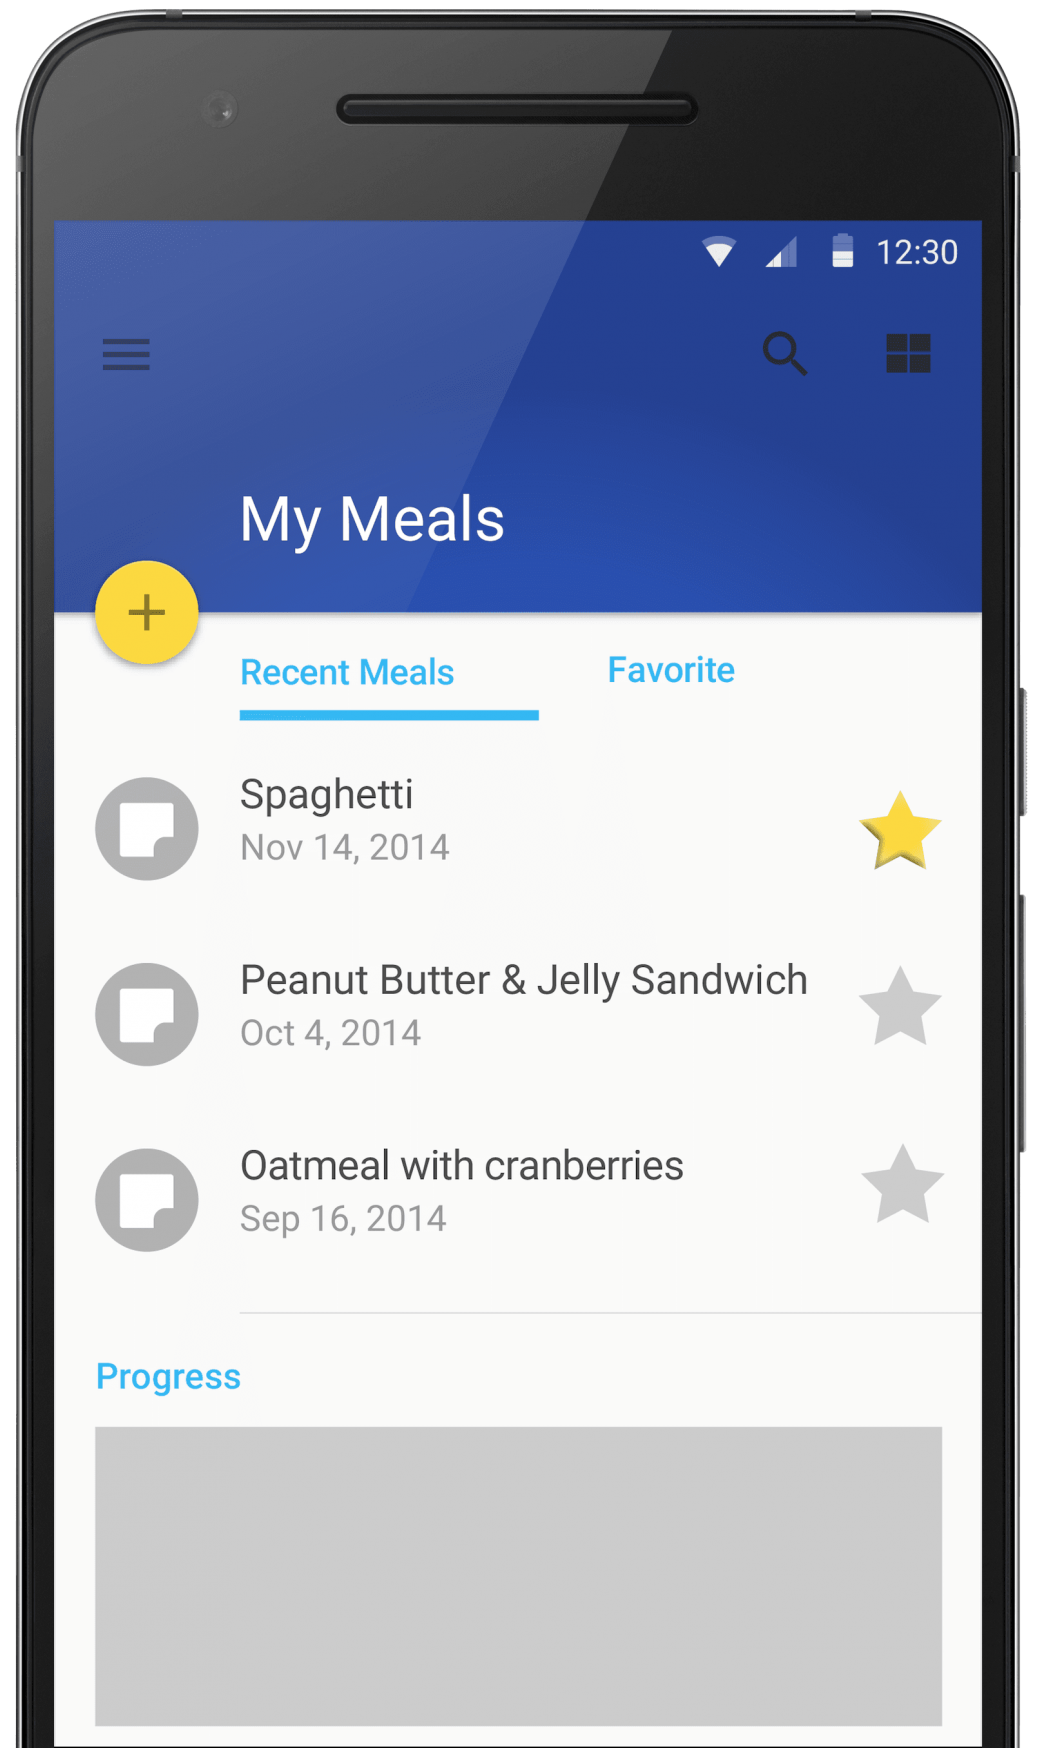 12:30
My Meals
Recent Meals
Favorite
Spaghetti
Nov 14, 2014
Peanut Butter & Jelly Sandwich
Oct 4, 2014
Oatmeal with cranberries
Sep 16, 2014
Progress